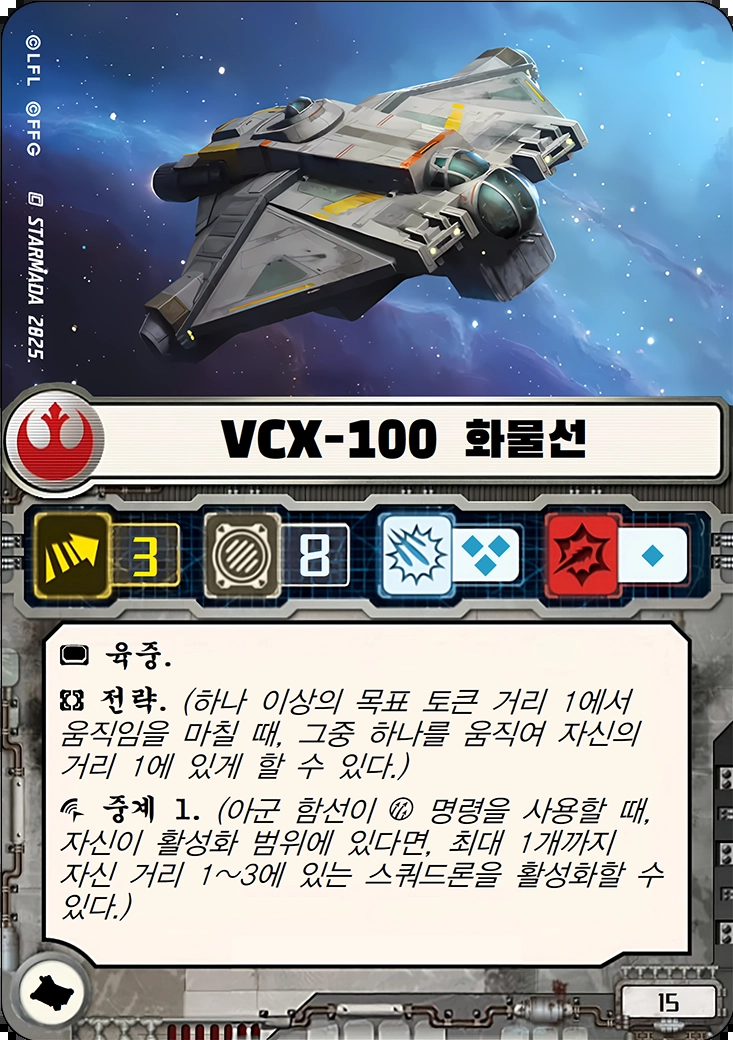 ©LFL ©FFG
STARMADA 2825.
VCX-100 화물선
3
8
육중.
전략. (하나 이상의 목표 토큰 거리 1에서
움직임을 마칠 때, 그중 하나를 움직여 자신의
거리 1에 있게 할 수 있다.)
중계 1. (아군 함선이 명령을 사용할 때,
자신이 활성화 범위에 있다면, 최대 1개까지
자신 거리 1~3에 있는 스쿼드론을 활성화할 수
있다.)
15